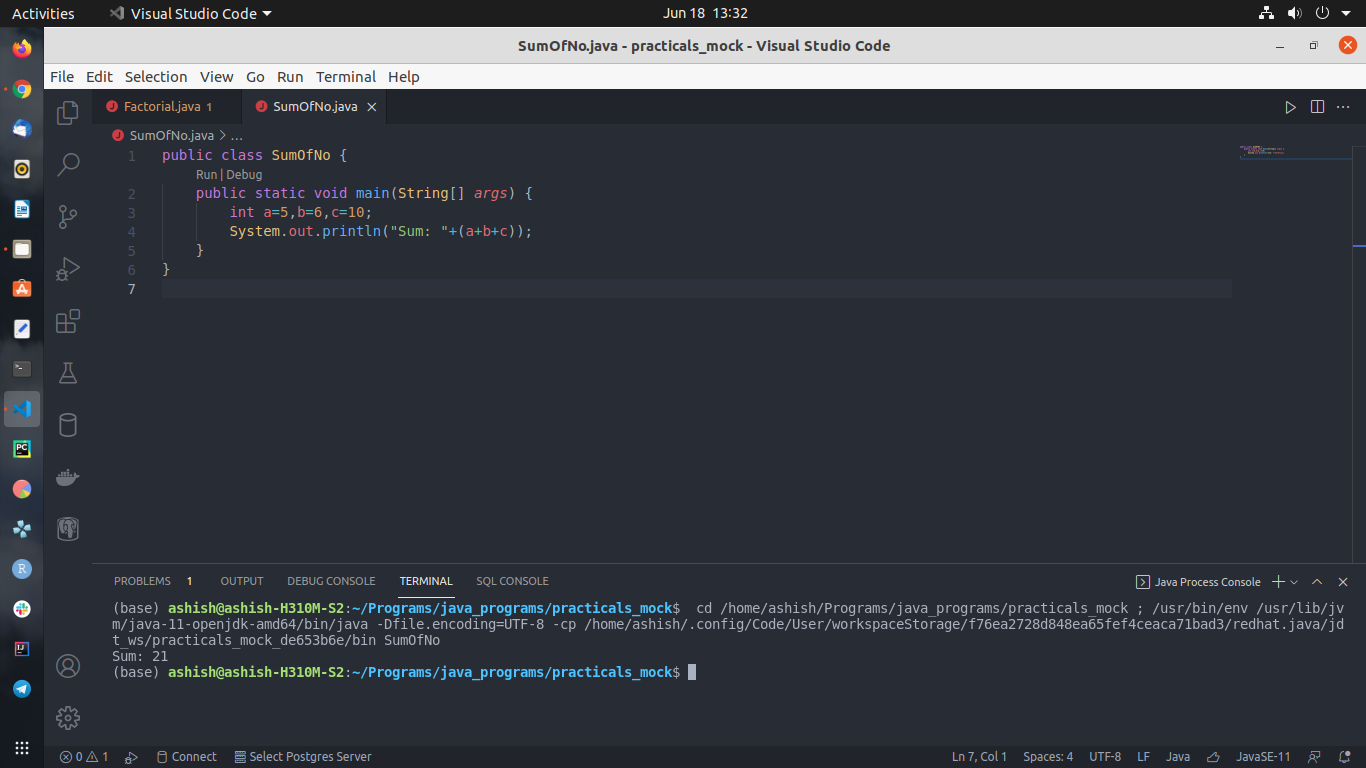 Activities Visual Studio Code Jun 18 13:32
SumOfNo.java - practicals_mock - Visual Studio Code
File Edit Selection View Go Run Terminal Help
J Factorial.java 1 J SumOfNo.java
J SumOfNo.java > ...
1 public class SumOfNo {
Run | Debug
2 public static void main(String[] args) {
3 int a=5,b=6,c=10;
4 System.out.println("Sum: "+(a+b+c));
5 }
6 }
7
PROBLEMS 1 OUTPUT DEBUG CONSOLE TERMINAL SQL CONSOLE Java Process Console
(base) ashish@ashish-H310M-S2:~/Programs/java_programs/practicals_mock$ cd /home/ashish/Programs/java_programs/practicals_mock ; /usr/bin/env /usr/lib/jv
m/java-11-openjdk-amd64/bin/java -Dfile.encoding=UTF-8 -cp /home/ashish/.config/Code/User/workspaceStorage/f76ea2728d848ea65fef4ceaca71bad3/redhat.java/jd
t_ws/practicals_mock_de653b6e/bin SumOfNo
Sum: 21
(base) ashish@ashish-H310M-S2:~/Programs/java_programs/practicals_mock$
0 1 Connect Select Postgres Server Ln 7, Col 1 Spaces: 4 UTF-8 LF Java JavaSE-11